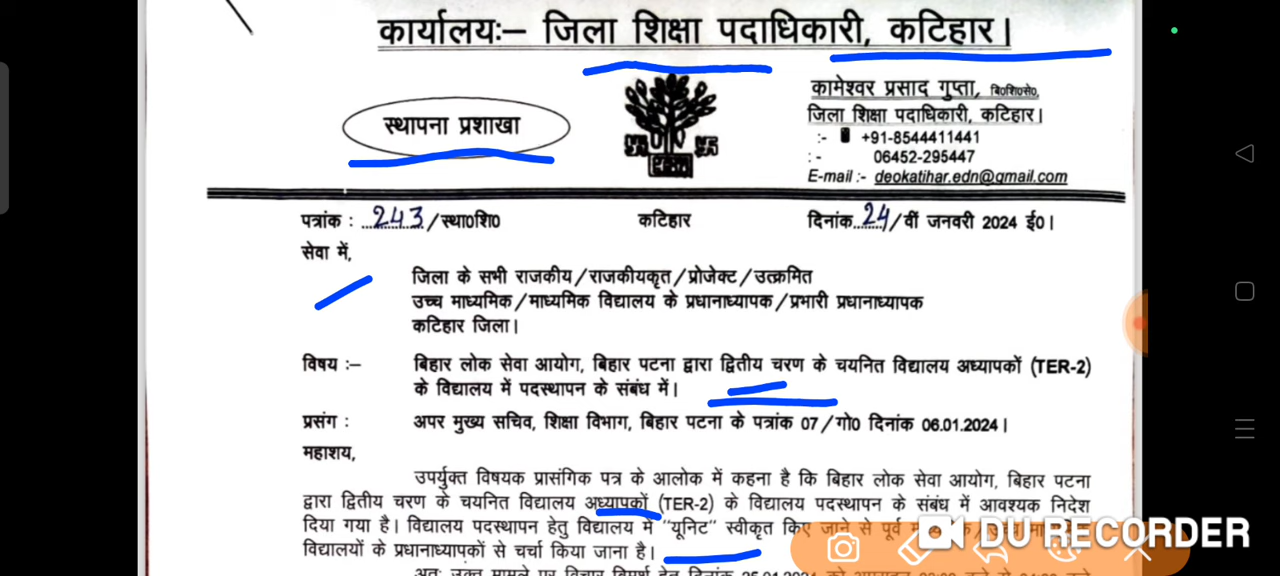 कार्यालयः– जिला शिक्षा पदाधिकारी, कटिहार।
स्थापना प्रशाखा
कामेश्वर प्रसाद गुप्ता, बि०शि०से०,
जिला शिक्षा पदाधिकारी, कटिहार।
:- +91-8544411441
:- 06452-295447
E-mail :- deokatihar.edn@gmail.com
पत्रांक : ..243../स्था0शि0 कटिहार दिनांक..24../वीं जनवरी 2024 ई0।
सेवा में,
जिला के सभी राजकीय/राजकीयकृत/प्रोजेक्ट/उत्क्रमित
उच्च माध्यमिक/माध्यमिक विद्यालय के प्रधानाध्यापक/प्रभारी प्रधानाध्यापक
कटिहार जिला।
विषय :– बिहार लोक सेवा आयोग, बिहार पटना द्वारा द्वितीय चरण के चयनित विद्यालय अध्यापकों (TER-2)
के विद्यालय में पदस्थापन के संबंध में।
प्रसंग : अपर मुख्य सचिव, शिक्षा विभाग, बिहार पटना के पत्रांक 07/गो0 दिनांक 06.01.2024।
महाशय,
उपर्युक्त विषयक प्रासंगिक पत्र के आलोक में कहना है कि बिहार लोक सेवा आयोग, बिहार पटना
द्वारा द्वितीय चरण के चयनित विद्यालय अध्यापकों (TER-2) के विद्यालय पदस्थापन के संबंध में आवश्यक निदेश
दिया गया है। विद्यालय पदस्थापन हेतु विद्यालय में "यूनिट" स्वीकृत किए जाने से पूर्व
विद्यालयों के प्रधानाध्यापकों से चर्चा किया जाना है।
DU RECORDER